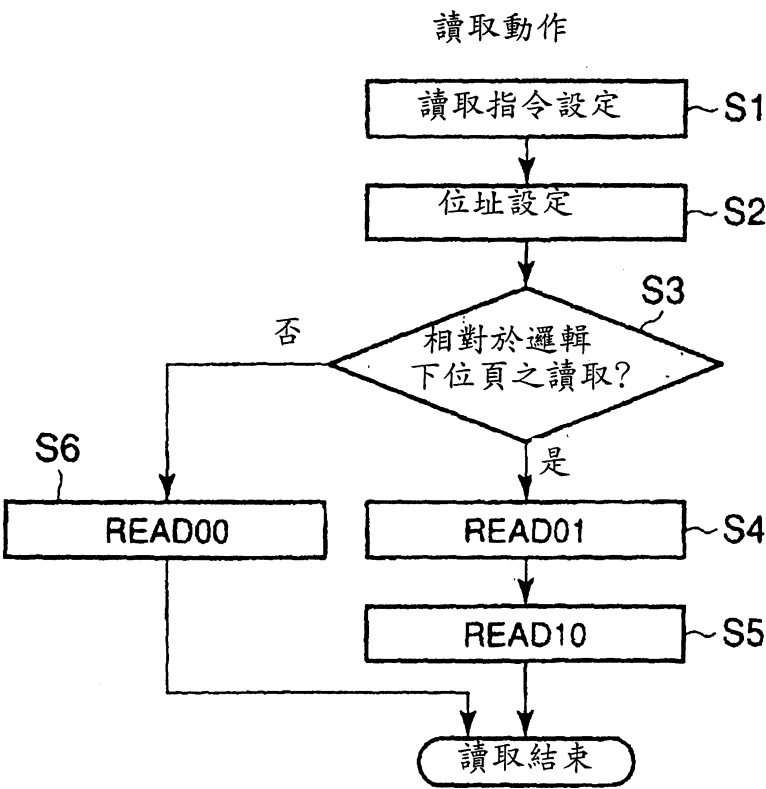 讀取動作
讀取指令設定
S1
位址設定
S2
S3
相對於邏輯
下位頁之讀取?
否
是
S6
READ00
READ01
S4
READ10
S5
讀取結束